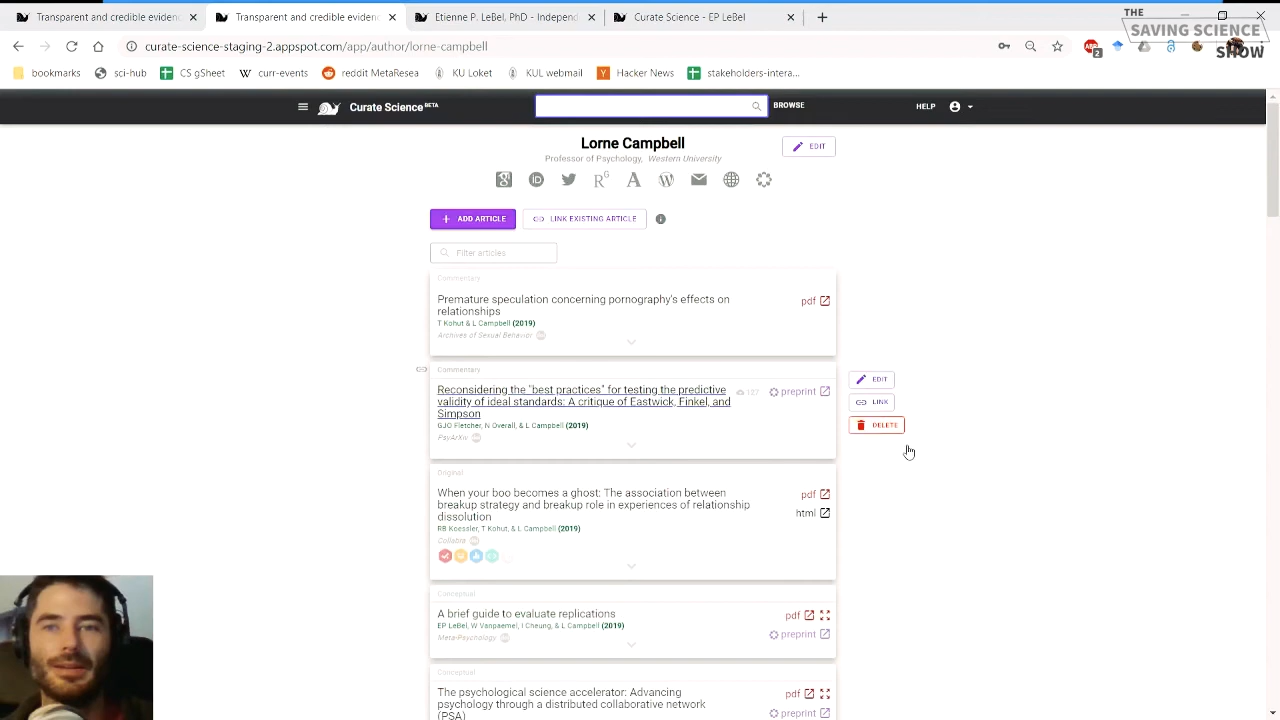 Transparent and credible eviden
Transparent and credible eviden
Etienne P. LeBel, PhD - Independ
Curate Science - EP LeBel
THE
SAVING SCIENCE
SHOW
curate-science-staging-2.appspot.com/app/author/lorne-campbell
2
bookmarks
sci-hub
CS gSheet
curr-events
reddit MetaResea
KU Loket
KUL webmail
Hacker News
stakeholders-intera...
Curate Science BETA
BROWSE
HELP
Lorne Campbell
EDIT
Professor of Psychology, Western University
ADD ARTICLE
LINK EXISTING ARTICLE
Filter articles
Commentary
Premature speculation concerning pornography's effects on
relationships
pdf
T Kohut & L Campbell (2019)
Archives of Sexual Behavior
Commentary
Reconsidering the "best practices" for testing the predictive
validity of ideal standards: A critique of Eastwick, Finkel, and
Simpson
127
preprint
GJO Fletcher, N Overall, & L Campbell (2019)
PsyArXiv
EDIT
LINK
DELETE
Original
When your boo becomes a ghost: The association between
breakup strategy and breakup role in experiences of relationship
dissolution
pdf
html
RB Koessler, T Kohut, & L Campbell (2019)
Collabra
Conceptual
A brief guide to evaluate replications
pdf
EP LeBel, W Vanpaemel, I Cheung, & L Campbell (2019)
preprint
Meta-Psychology
Conceptual
The psychological science accelerator: Advancing
psychology through a distributed collaborative network
(PSA)
pdf
preprint